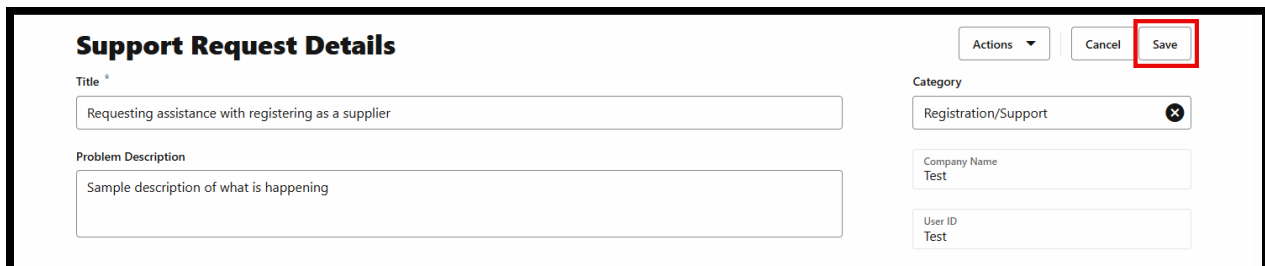 Support Request Details
Actions
Cancel
Save
Title *
Requesting assistance with registering as a supplier
Category
Registration/Support
Problem Description
Sample description of what is happening
Company Name
Test
User ID
Test